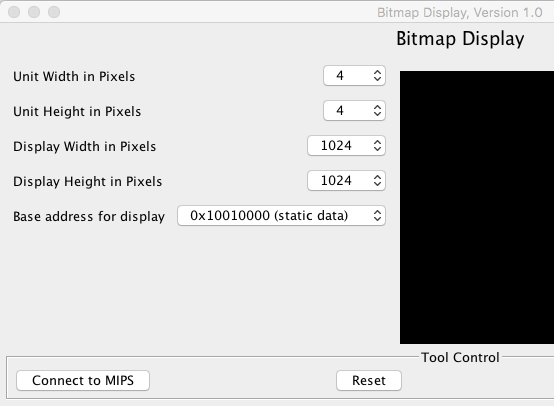 Bitmap Display, Version 1.0
Bitmap Display
Unit Width in Pixels 4
Unit Height in Pixels 4
Display Width in Pixels 1024
Display Height in Pixels 1024
Base address for display 0x10010000 (static data)
Tool Control
Connect to MIPS Reset